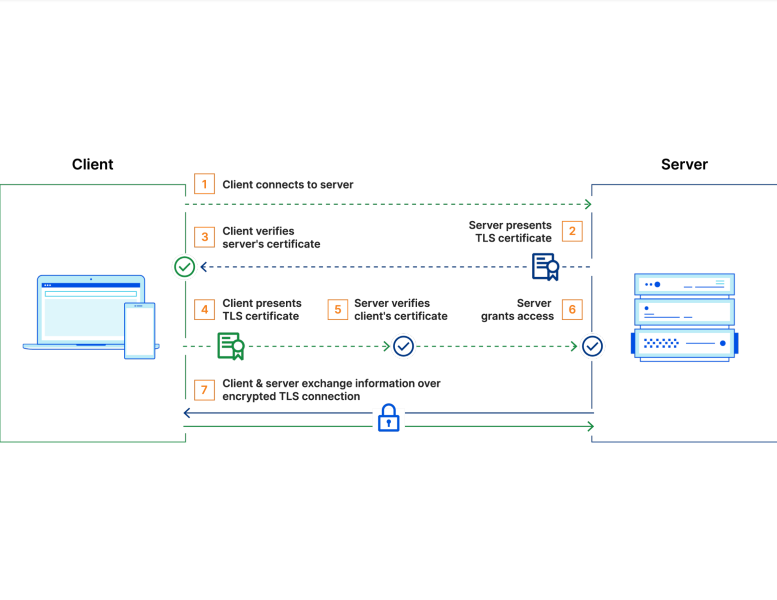 Client
Server
1
Client connects to server
Server presents
TLS certificate
2
3
Client verifies
server's certificate
4
Client presents
TLS certificate
5
Server verifies
client's certificate
Server
grants access
6
7
Client & server exchange information over
encrypted TLS connection